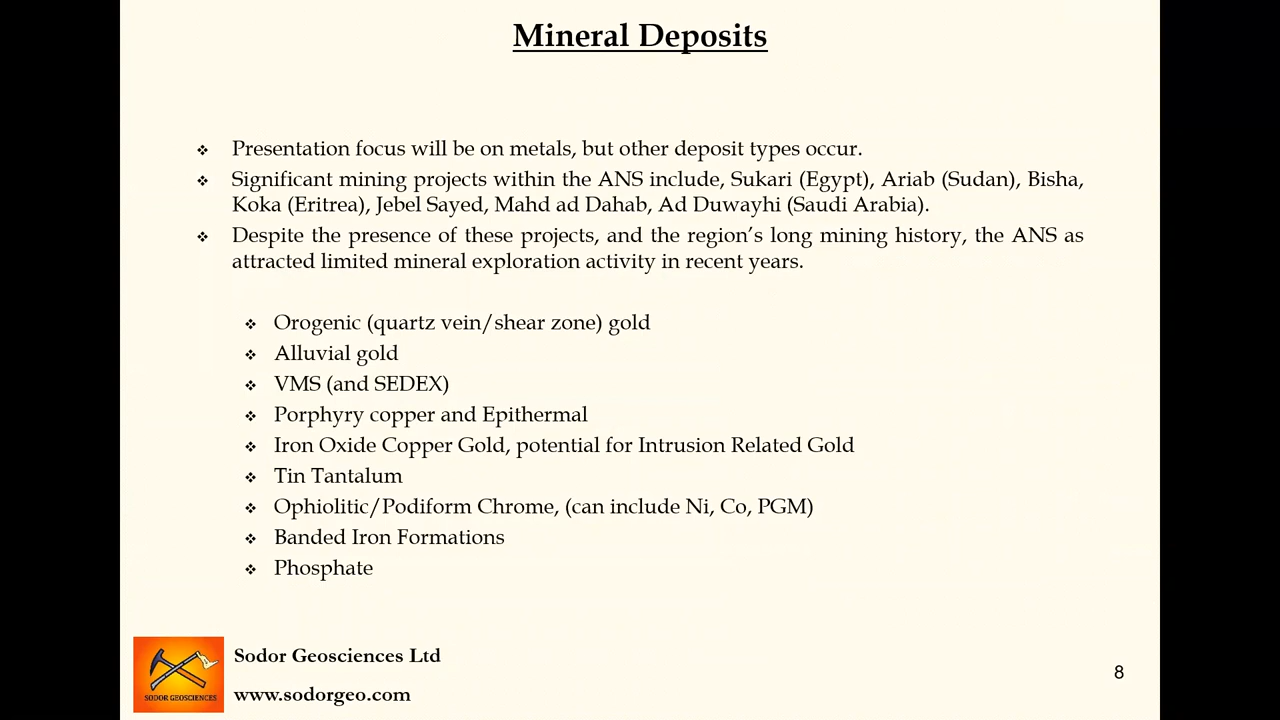 Mineral Deposits
Presentation focus will be on metals, but other deposit types occur.
Significant mining projects within the ANS include, Sukari (Egypt), Ariab (Sudan), Bisha,
Koka (Eritrea), Jebel Sayed, Mahd ad Dahab, Ad Duwayhi (Saudi Arabia).
Despite the presence of these projects, and the region's long mining history, the ANS as
attracted limited mineral exploration activity in recent years.
Orogenic (quartz vein/shear zone) gold
Alluvial gold
VMS (and SEDEX)
Porphyry copper and Epithermal
Iron Oxide Copper Gold, potential for Intrusion Related Gold
Tin Tantalum
Ophiolitic/Podiform Chrome, (can include Ni, Co, PGM)
Banded Iron Formations
Phosphate
SODOR GEOSCIENCES
Sodor Geosciences Ltd
www.sodorgeo.com
8